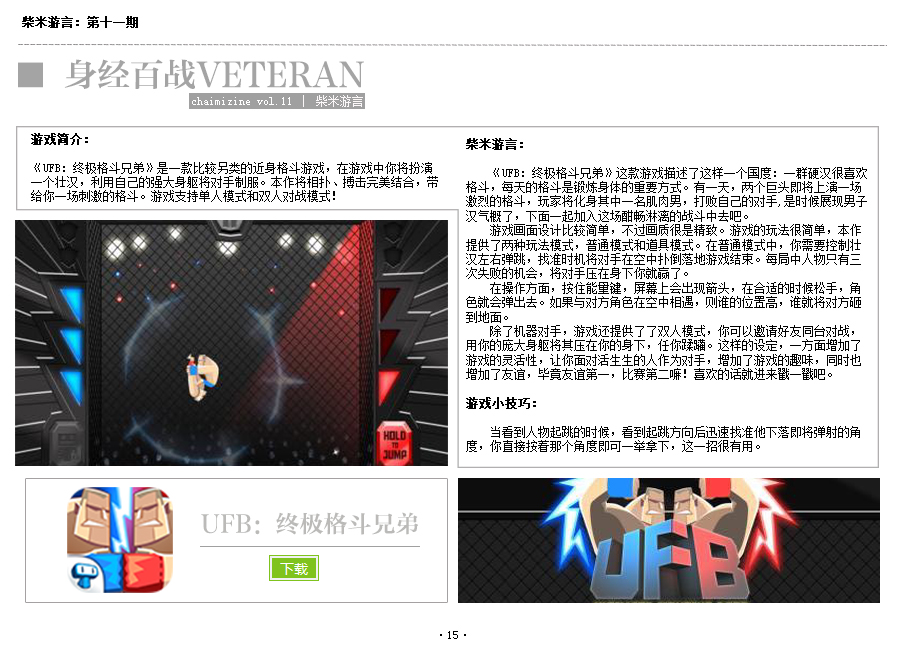 柴米游言：第十一期
身经百战VETERAN
chaimizine vol.11 | 柴米游言
游戏简介：
《UFB：终极格斗兄弟》是一款比较另类的近身格斗游戏，在游戏中你将扮演
一个壮汉，利用自己的强大身躯将对手制服。本作将相扑、搏击完美结合，带
给你一场刺激的格斗。游戏支持单人模式和双人对战模式！
HOLD
TO
JUMP
UFB：终极格斗兄弟
下载
柴米游言：
《UFB：终极格斗兄弟》这款游戏描述了这样一个国度：一群硬汉很喜欢
格斗，每天的格斗是锻炼身体的重要方式。有一天，两个巨头即将上演一场
激烈的格斗，玩家将化身其中一名肌肉男，打败自己的对手,是时候展现男子
汉气概了，下面一起加入这场酣畅淋漓的战斗中去吧。
游戏画面设计比较简单，不过画质很是精致。游戏的玩法很简单，本作
提供了两种玩法模式，普通模式和道具模式。在普通模式中，你需要控制壮
汉左右弹跳，找准时机将对手在空中扑倒落地游戏结束。每局中人物只有三
次失败的机会，将对手压在身下你就赢了。
在操作方面，按住能量键，屏幕上会出现箭头，在合适的时候松手，角
色就会弹出去。如果与对方角色在空中相遇，则谁的位置高，谁就将对方砸
到地面。
除了机器对手，游戏还提供了了双人模式，你可以邀请好友同台对战，
用你的庞大身躯将其压在你的身下，任你蹂躏。这样的设定，一方面增加了
游戏的灵活性，让你面对活生生的人作为对手，增加了游戏的趣味，同时也
增加了友谊，毕竟友谊第一，比赛第二嘛！喜欢的话就进来戳一戳吧。
游戏小技巧：
当看到人物起跳的时候，看到起跳方向后迅速找准他下落即将弹射的角
度，你直接按着那个角度即可一举拿下，这一招很有用。
UFB
·15·